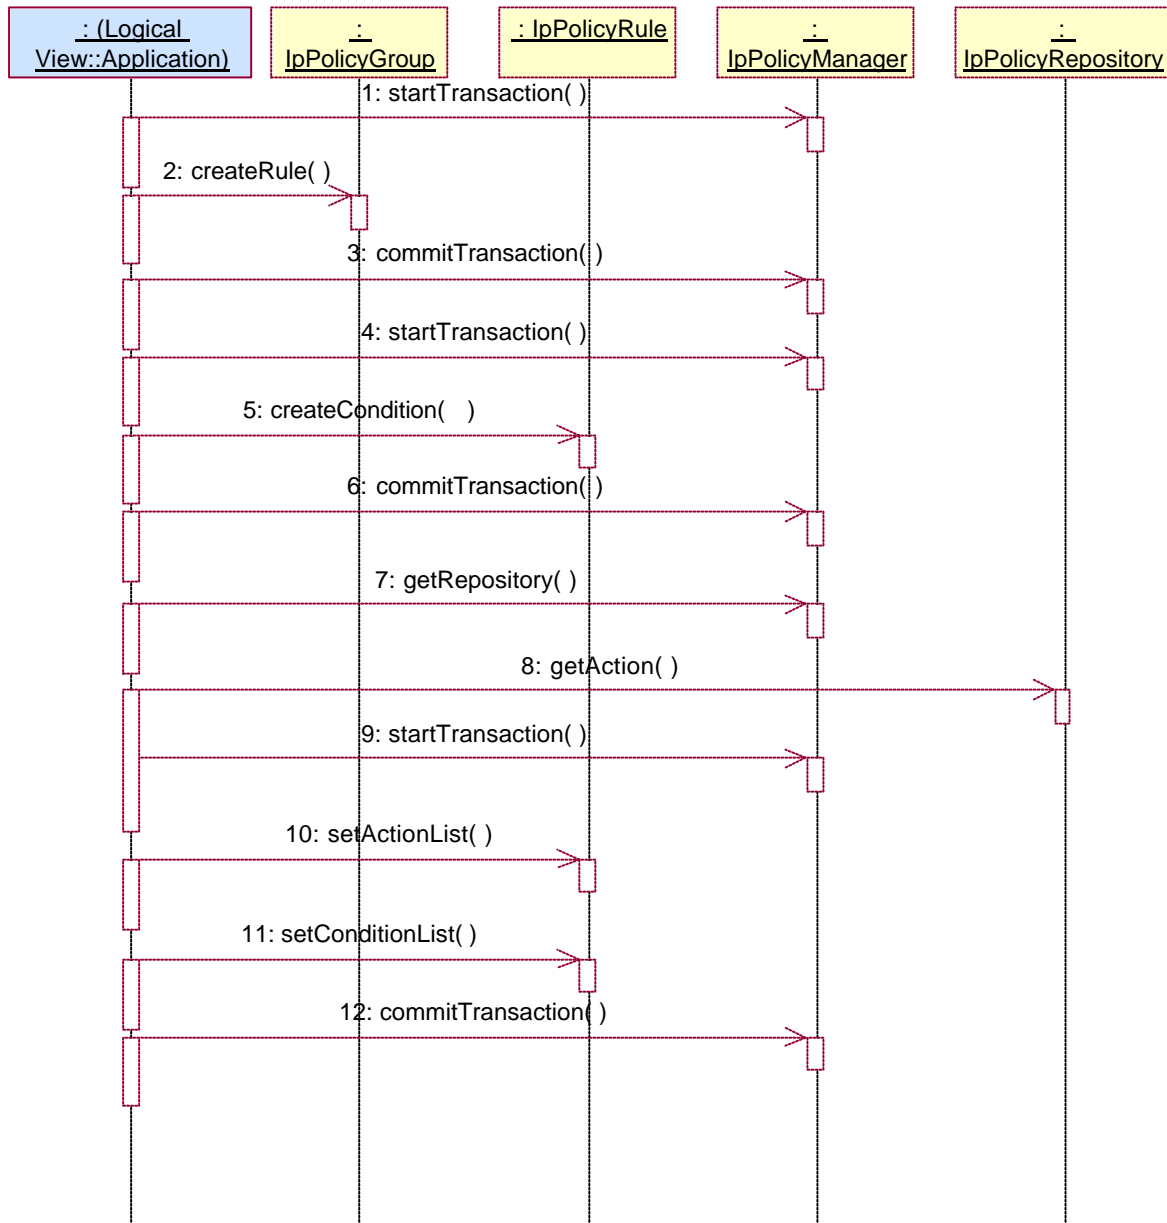 : (Logical
View::Application)
:
IpPolicyGroup
: IpPolicyRule
:
IpPolicyManager
:
IpPolicyRepository
1: startTransaction( )
2: createRule( )
3: commitTransaction( )
4: startTransaction( )
5: createCondition(   )
6: commitTransaction( )
7: getRepository( )
8: getAction( )
9: startTransaction( )
10: setActionList( )
11: setConditionList( )
12: commitTransaction( )